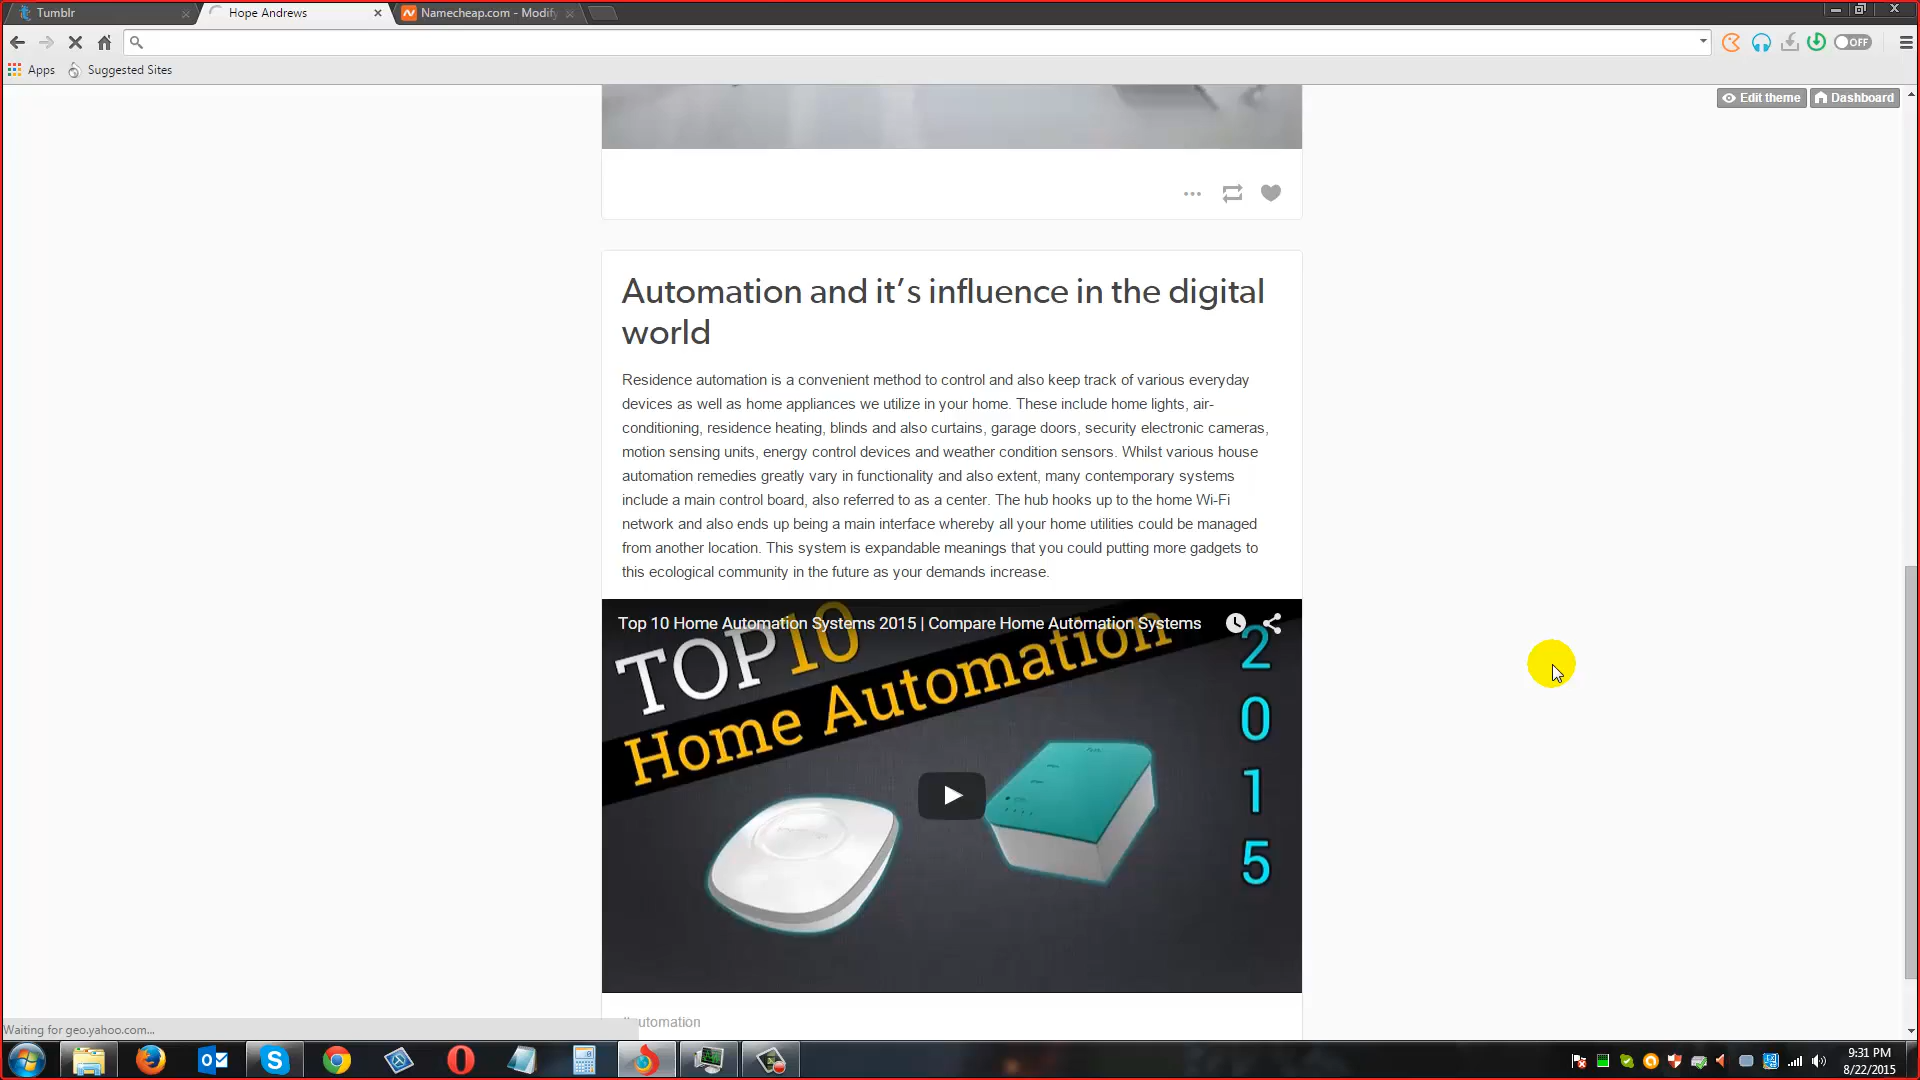 Tumblr
Hope Andrews
Namecheap.com - Modify
OFF
Apps
Suggested Sites
Edit theme
Dashboard
Automation and it’s influence in the digital
world
Residence automation is a convenient method to control and also keep track of various everyday
devices as well as home appliances we utilize in your home. These include home lights, air-
conditioning, residence heating, blinds and also curtains, garage doors, security electronic cameras,
motion sensing units, energy control devices and weather condition sensors. Whilst various house
automation remedies greatly vary in functionality and also extent, many contemporary systems
include a main control board, also referred to as a center. The hub hooks up to the home Wi-Fi
network and also ends up being a main interface whereby all your home utilities could be managed
from another location. This system is expandable meanings that you could putting more gadgets to
this ecological community in the future as your demands increase.
Top 10 Home Automation Systems 2015 | Compare Home Automation Systems
TOP10
Home Automation
2
0
1
5
utomation
Waiting for geo.yahoo.com...
9:31 PM
8/22/2015